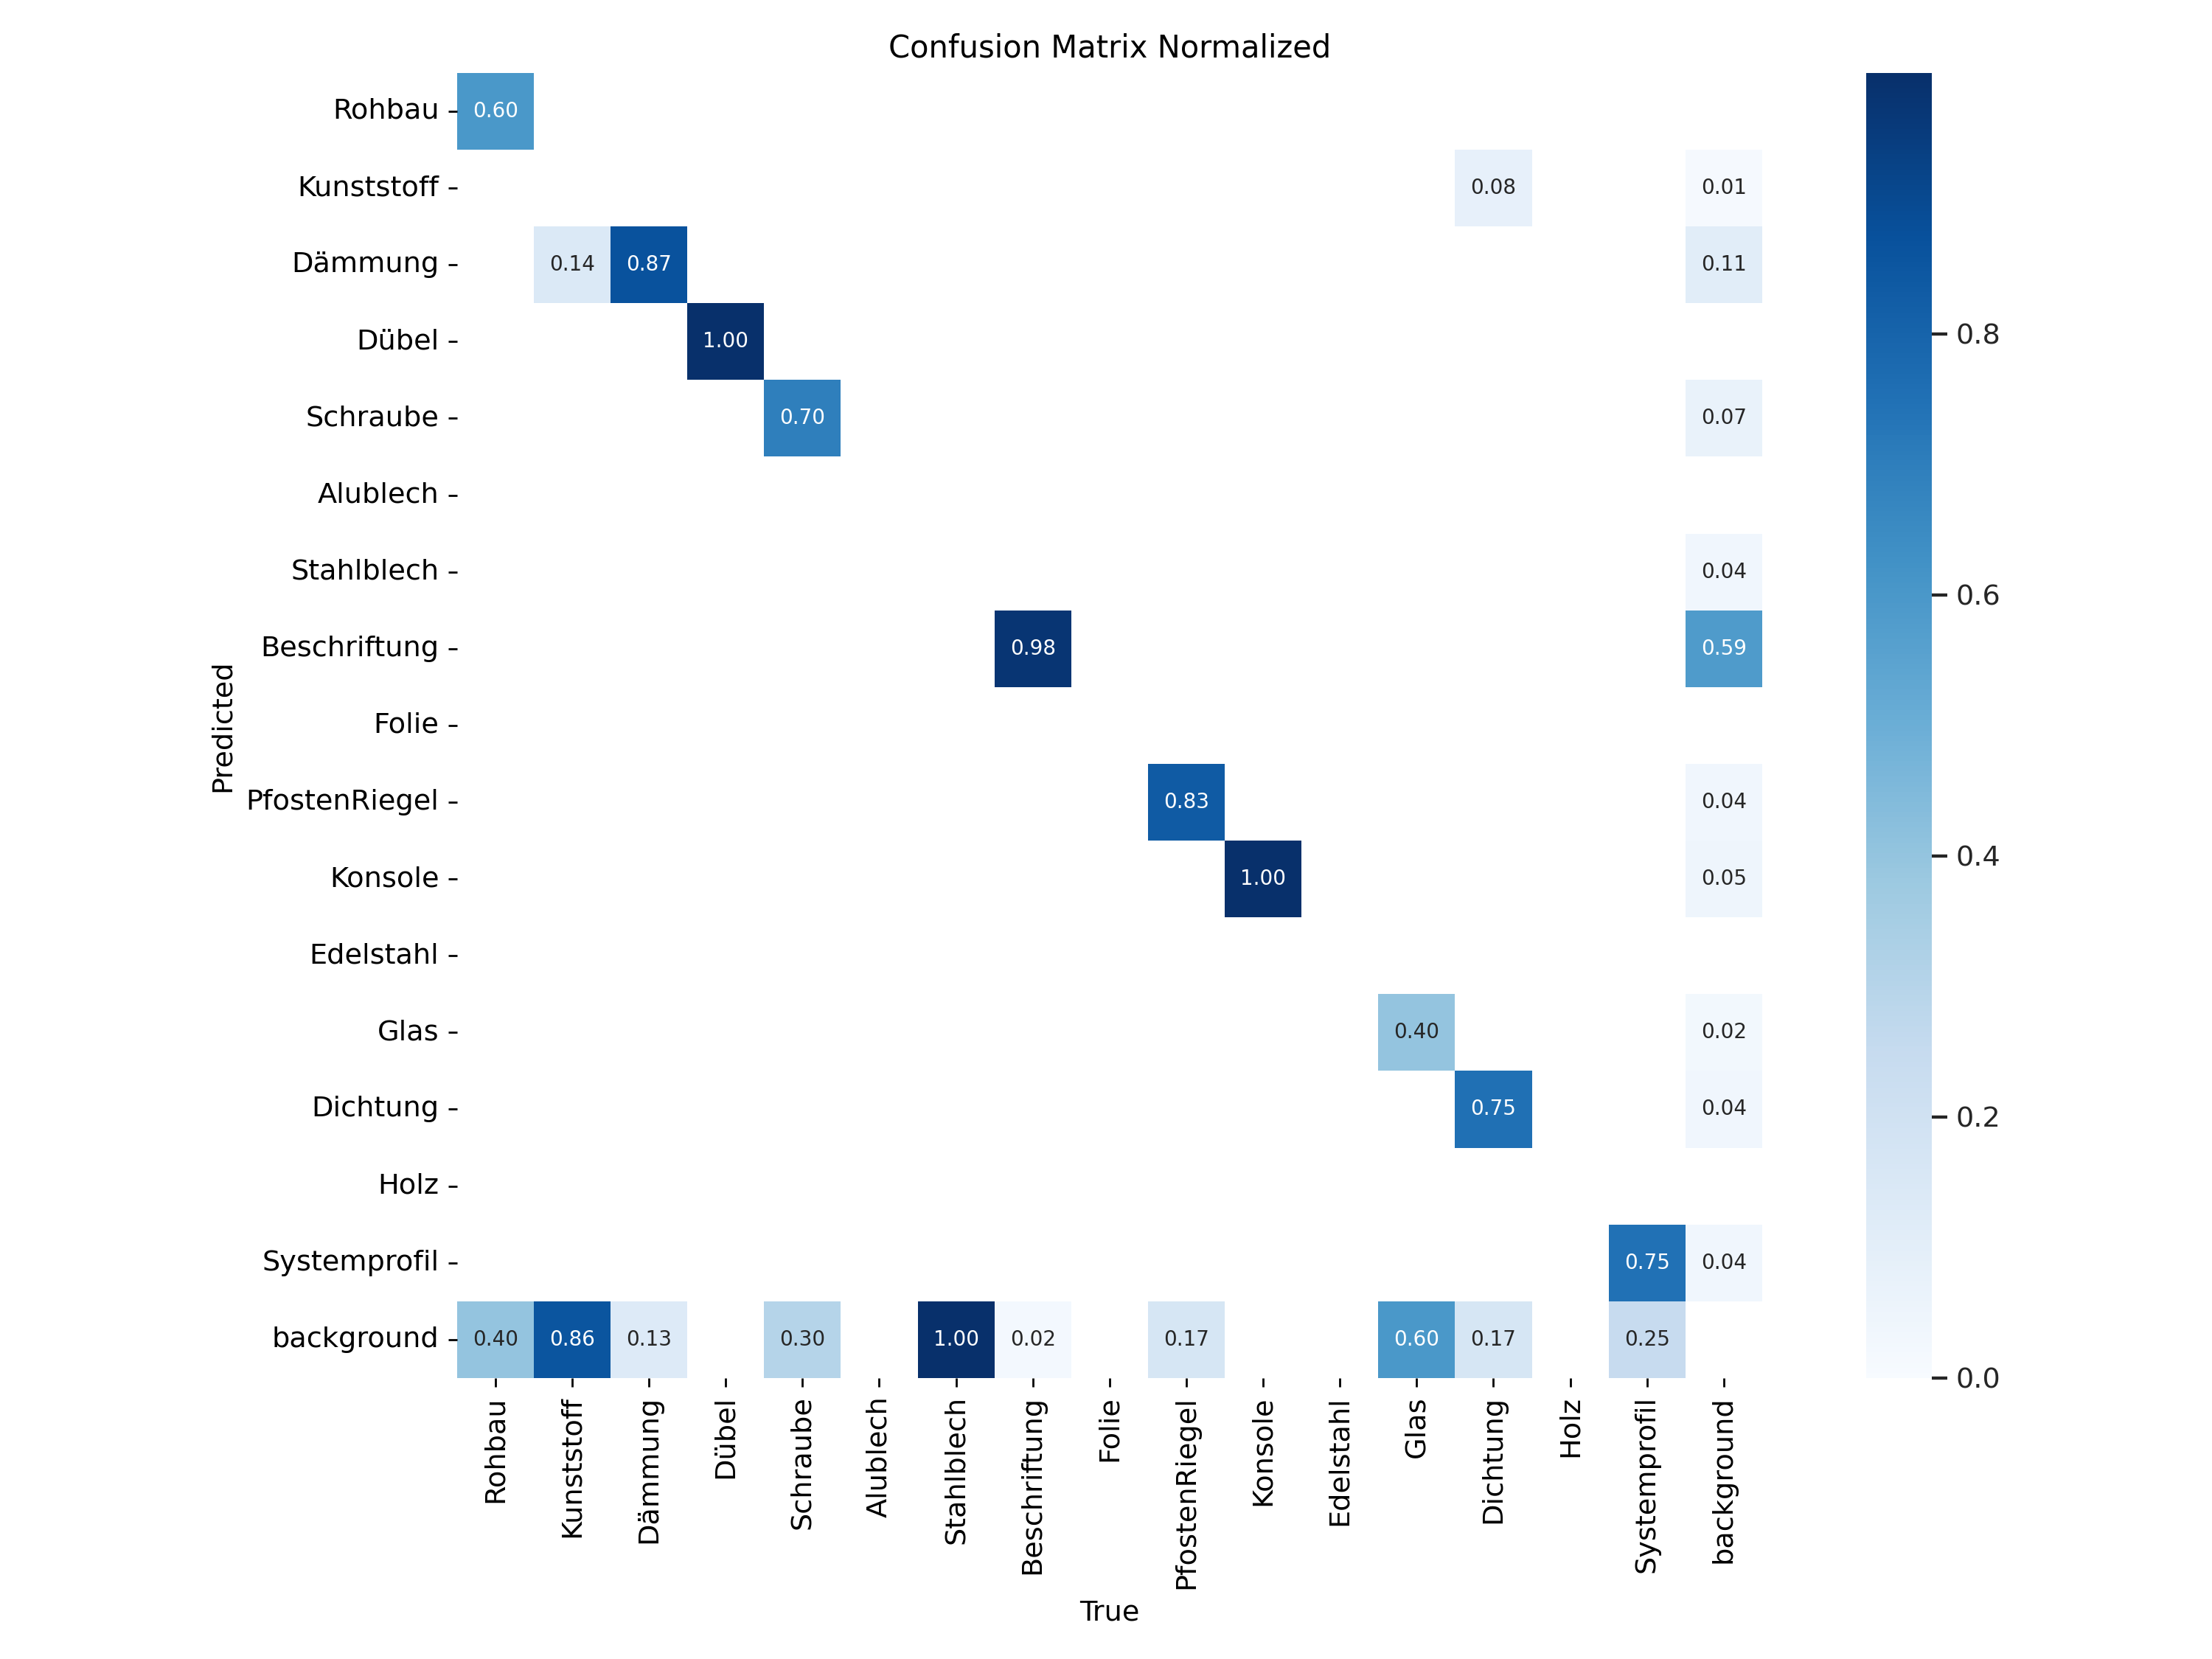 Confusion Matrix Normalized
Rohbau
0.60
Kunststoff
0.08 0.01
Dämmung
0.14 0.87 0.11
Dübel
1.00
0.8
Schraube
0.70 0.07
Alublech
Stahlblech
0.04
0.6
Beschriftung
0.98 0.59
Predicted
Folie
PfostenRiegel
0.83 0.04
0.4
Konsole
1.00 0.05
Edelstahl
Glas
0.40 0.02
Dichtung
0.75 0.04
0.2
Holz
Systemprofil
0.75 0.04
background
0.40 0.86 0.13 0.30 1.00 0.02 0.17 0.60 0.17 0.25
0.0
Rohbau
Kunststoff
Dämmung
Dübel
Schraube
Alublech
Stahlblech
Beschriftung
Folie
PfostenRiegel
Konsole
Edelstahl
Glas
Dichtung
Holz
Systemprofil
background
True